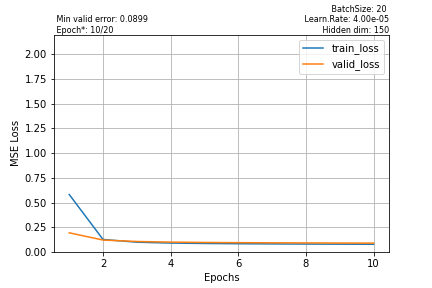 BatchSize: 20
Min valid error: 0.0899
Learn.Rate: 4.00e-05
Epoch*: 10/20
Hidden dim: 150
train_loss
valid_loss
2.00
1.75
1.50
1.25
1.00
0.75
0.50
0.25
0.00
MSE Loss
2 4 6 8 10
Epochs